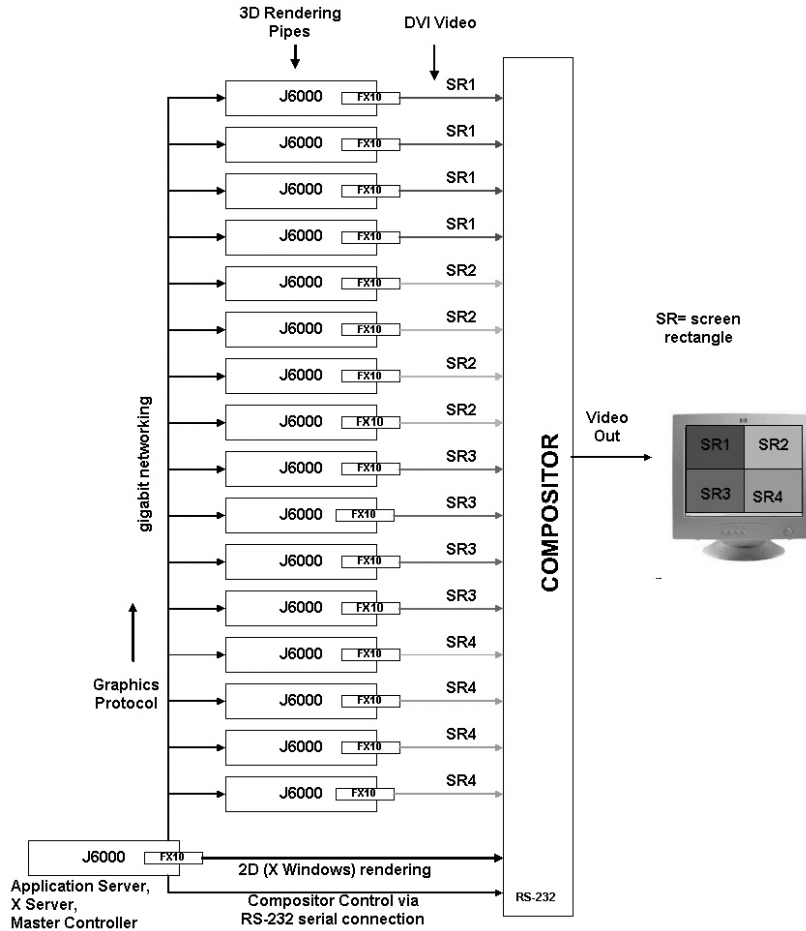 3D Rendering
Pipes
DVI Video
J6000
FX10
SR1
J6000
FX10
SR1
J6000
FX10
SR1
J6000
FX10
SR1
J6000
FX10
SR2
J6000
FX10
SR2
J6000
FX10
SR2
J6000
FX10
SR2
J6000
FX10
SR3
J6000
FX10
SR3
J6000
FX10
SR3
J6000
FX10
SR3
J6000
FX10
SR4
J6000
FX10
SR4
J6000
FX10
SR4
J6000
FX10
SR4
gigabit networking
Graphics
Protocol
COMPOSITOR
SR= screen
rectangle
Video
Out
hp
SR1
SR2
SR3
SR4
J6000
FX10
2D (X Windows) rendering
Application Server,
X Server,
Master Controller
Compositor Control via
RS-232 serial connection
RS-232